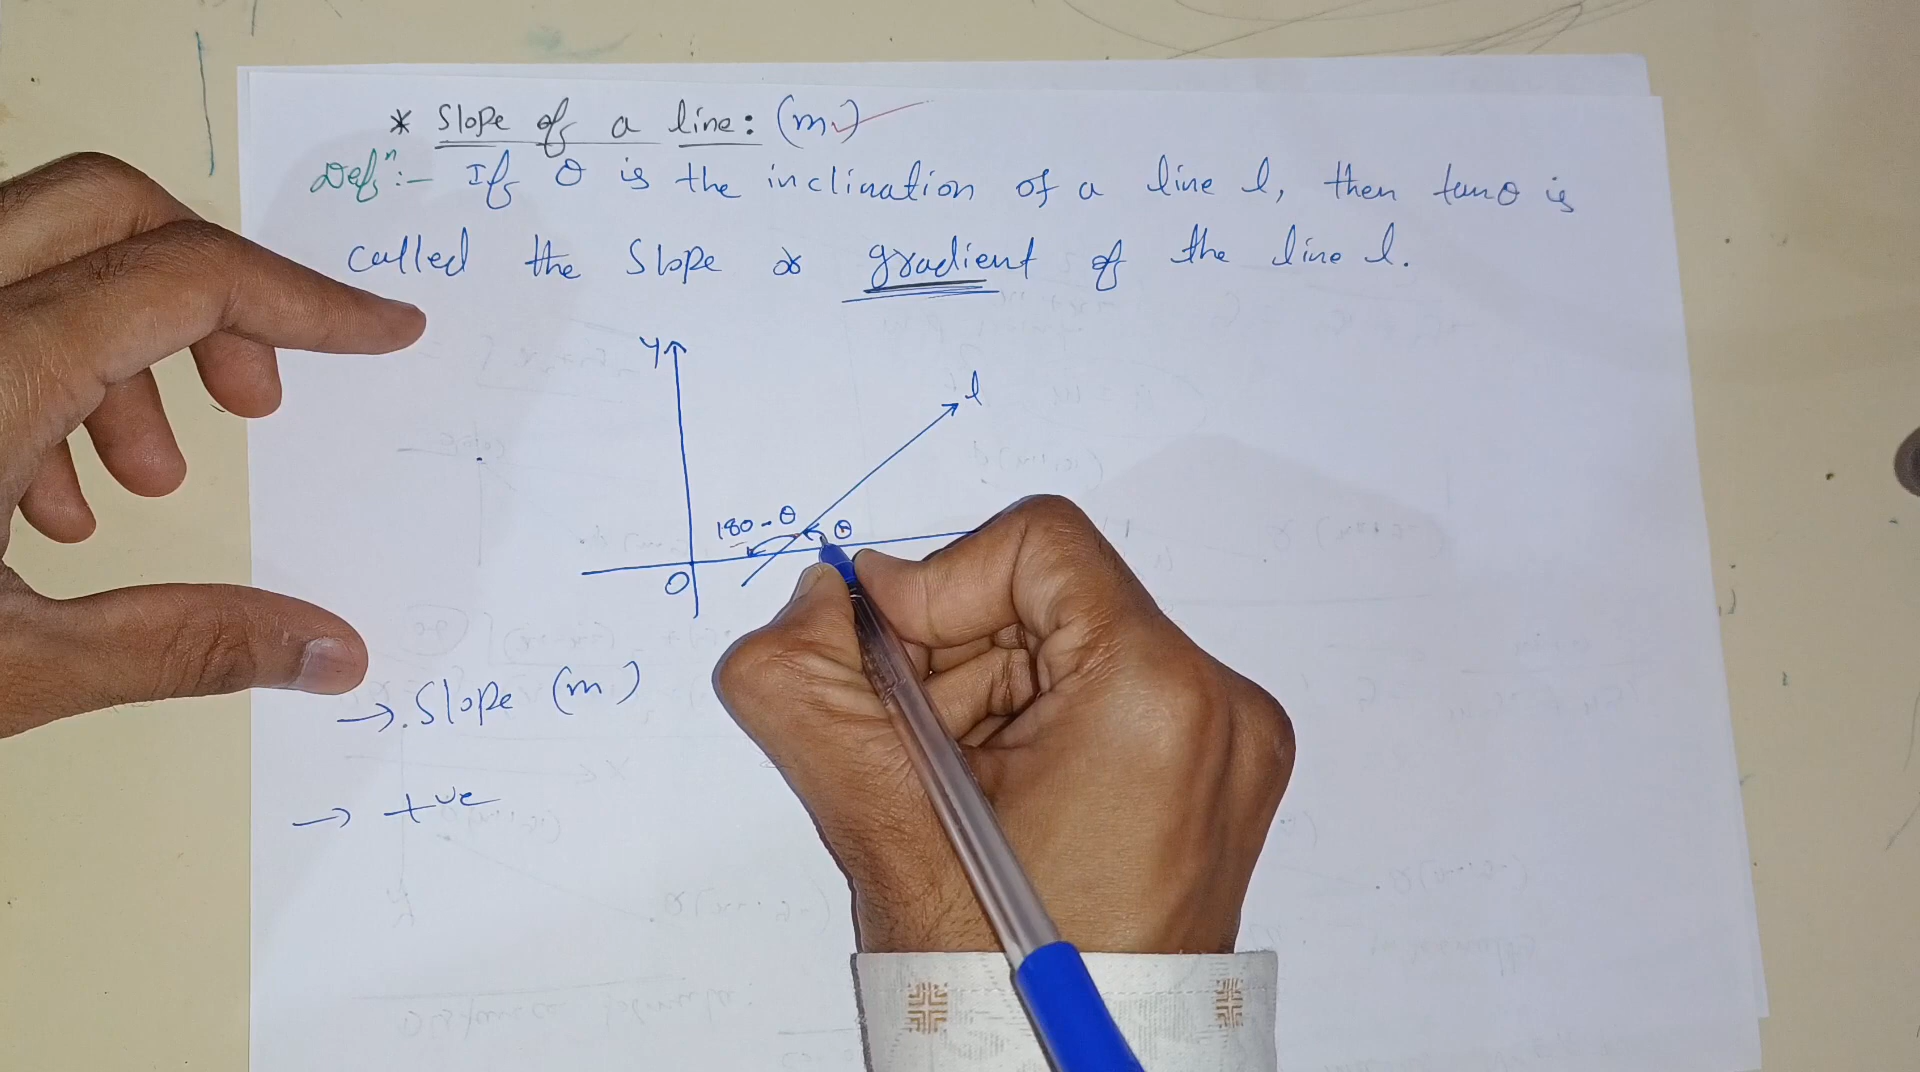 * Slope of a line: (m)
Defⁿ:- If θ is the inclination of a line l, then tanθ is
called the Slope or gradient of the line l.
y
l
180-θ θ
O
→ Slope (m)
→ +ve